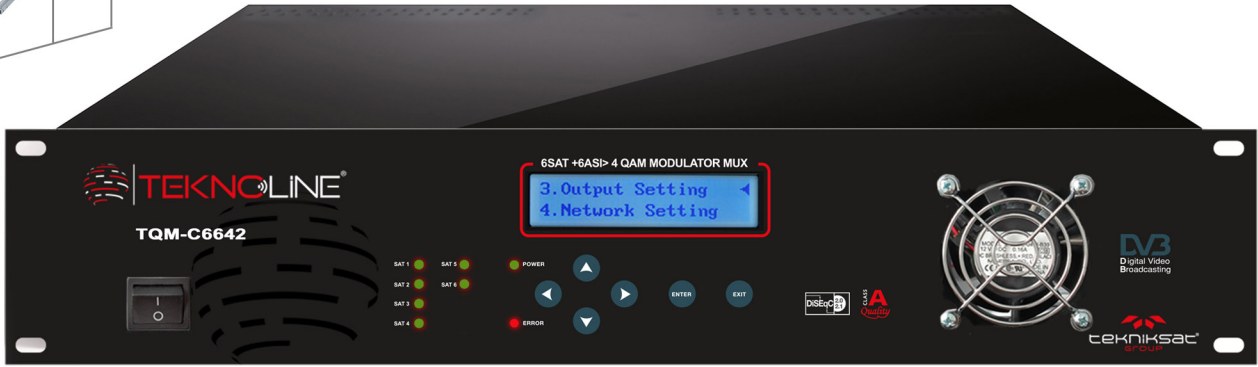 TEKNOLiNE®
TQM-C6642
6SAT +6ASI> 4 QAM MODULATOR MUX
3.Output Setting
4.Network Setting
SAT 1
SAT 2
SAT 3
SAT 4
SAT 5
SAT 6
POWER
ERROR
ENTER
EXIT
DiSEqC
CLASS
A
Quality
DVB
Digital Video
Broadcasting
tekniksat
GROUP